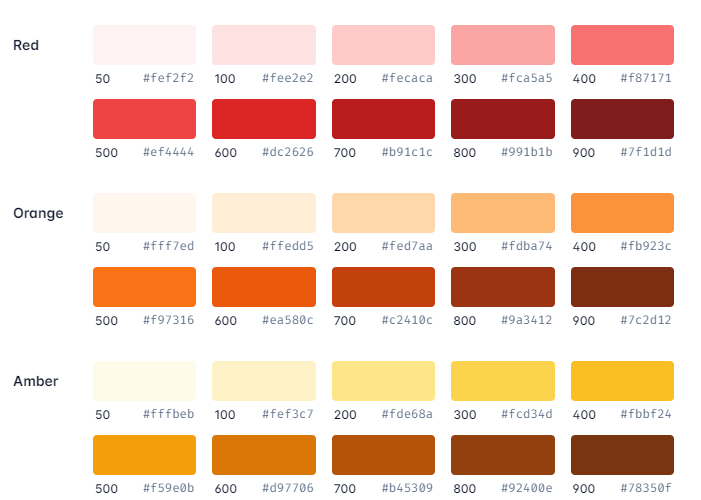 Red
50 #fef2f2 100 #fee2e2 200 #fecaca 300 #fca5a5 400 #f87171
500 #ef4444 600 #dc2626 700 #b91c1c 800 #991b1b 900 #7f1d1d
Orange
50 #fff7ed 100 #ffedd5 200 #fed7aa 300 #fdba74 400 #fb923c
500 #f97316 600 #ea580c 700 #c2410c 800 #9a3412 900 #7c2d12
Amber
50 #fffbeb 100 #fef3c7 200 #fde68a 300 #fcd34d 400 #fbbf24
500 #f59e0b 600 #d97706 700 #b45309 800 #92400e 900 #78350f